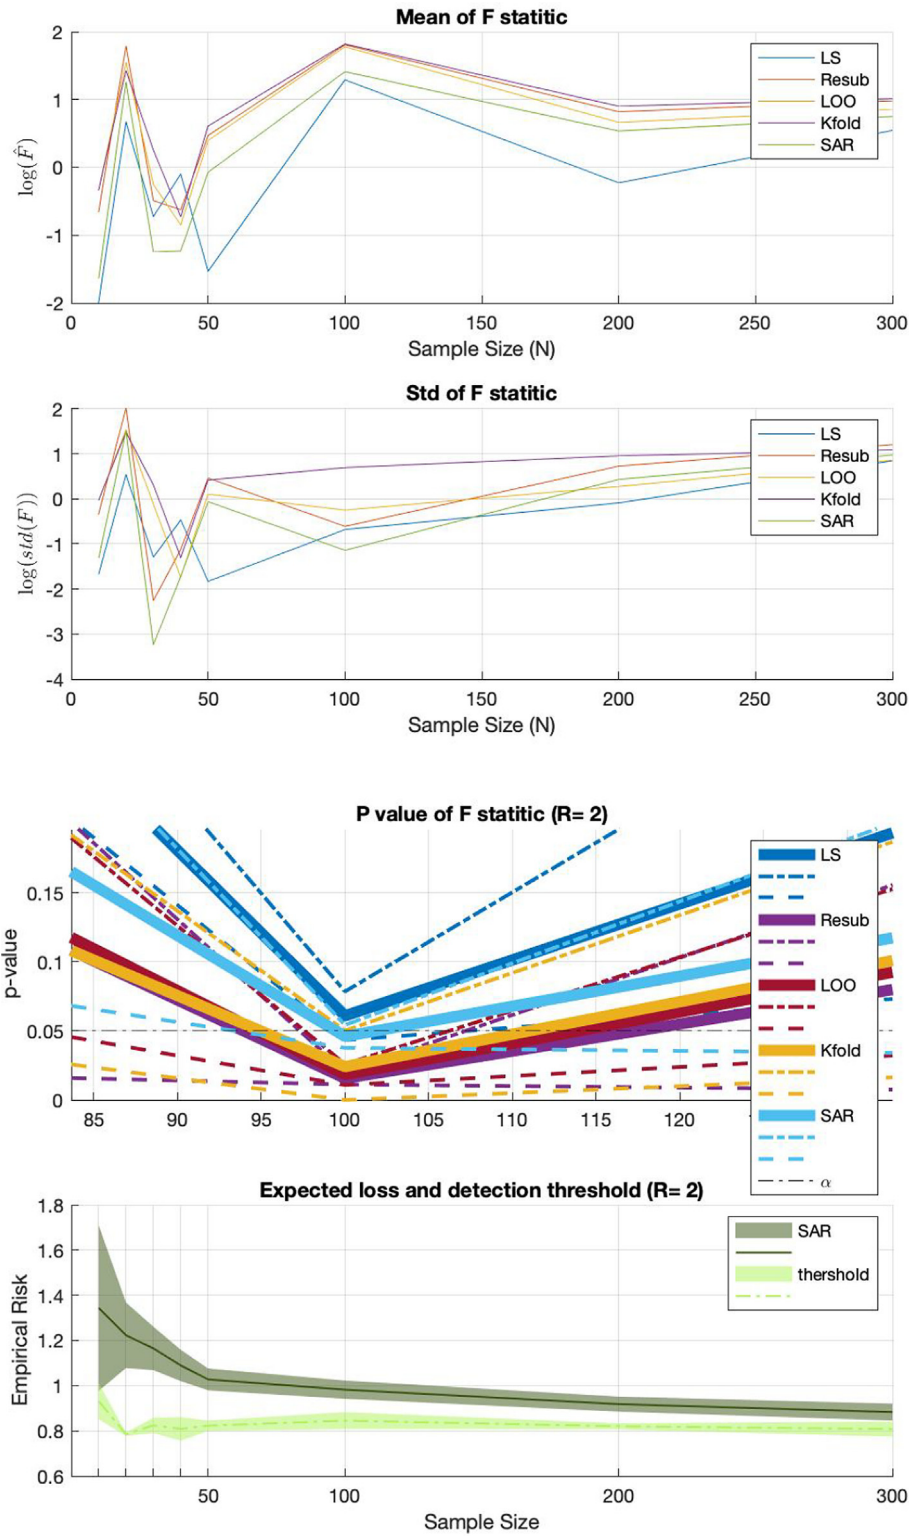 Mean of F statitic
2
1
0
-1
-2
log(F̂)
0 50 100 150 200 250 300
Sample Size (N)
LS
Resub
LOO
Kfold
SAR
Std of F statitic
2
1
0
-1
-2
-3
-4
log(std(F))
0 50 100 150 200 250 300
Sample Size (N)
LS
Resub
LOO
Kfold
SAR
P value of F statitic (R= 2)
0.15
0.1
0.05
0
p-value
85 90 95 100 105 110 115 120
LS
Resub
LOO
Kfold
SAR
α
Expected loss and detection threshold (R= 2)
1.8
1.6
1.4
1.2
1
0.8
0.6
Empirical Risk
50 100 200 300
Sample Size
SAR
thershold